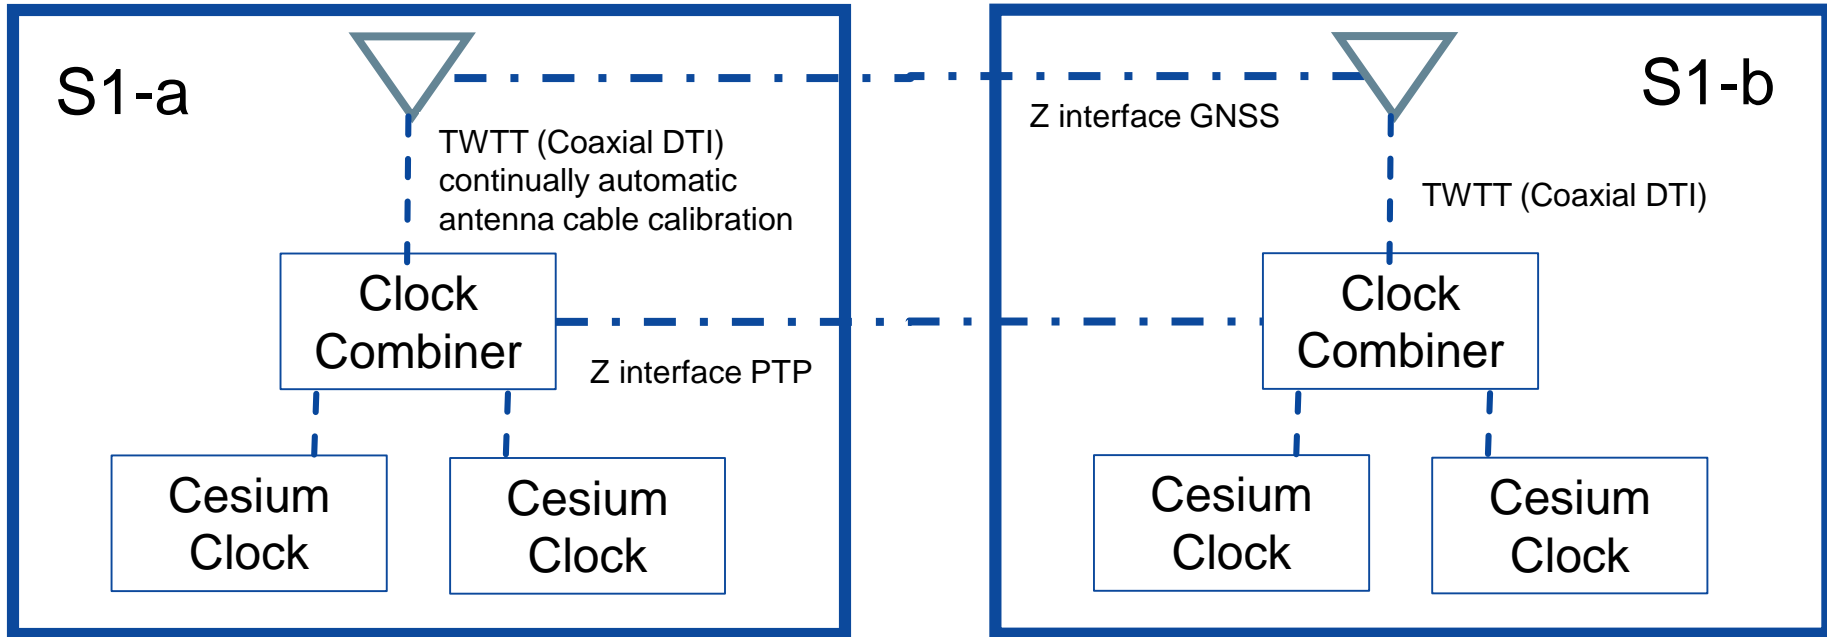 S1-a
S1-b
Z interface GNSS
TWTT (Coaxial DTI)
continually automatic
antenna cable calibration
TWTT (Coaxial DTI)
Clock
Combiner
Clock
Combiner
Z interface PTP
Cesium
Clock
Cesium
Clock
Cesium
Clock
Cesium
Clock